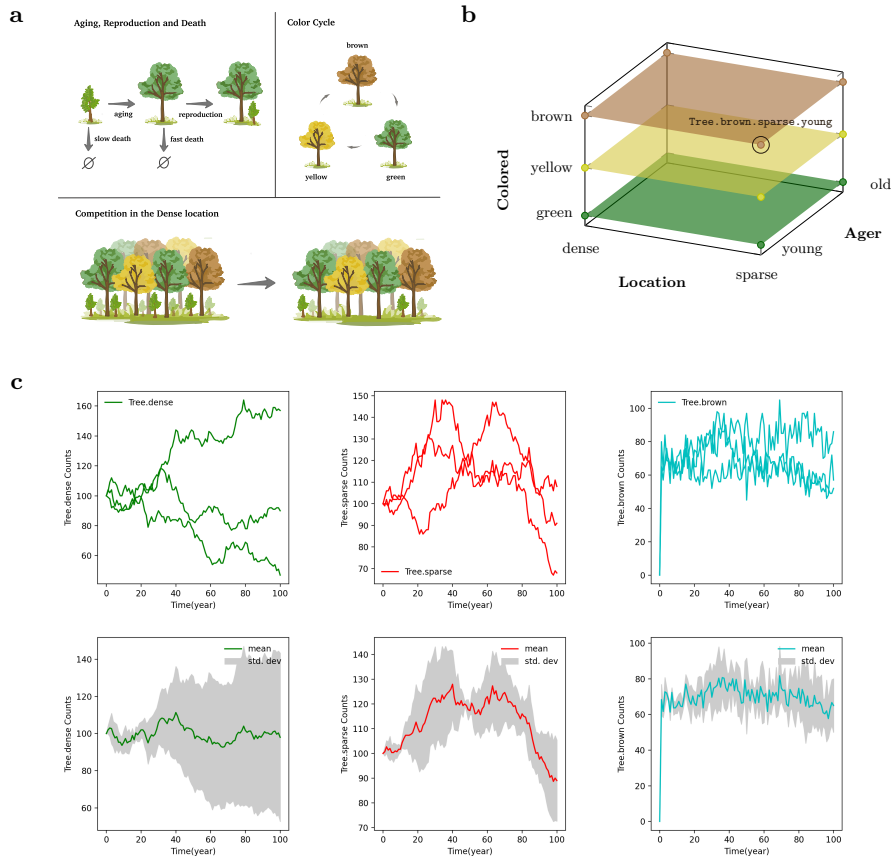 a
Aging, Reproduction and Death
aging
reproduction
slow death
fast death
Color Cycle
brown
yellow
green
Competition in the Dense location
b
Tree.brown.sparse.young
brown
yellow
green
Colored
dense
sparse
Location
young
old
Ager
c
Tree.dense
Tree.dense Counts
160
140
120
100
80
60
0 20 40 60 80 100
Time(year)
Tree.sparse
Tree.sparse Counts
150
140
130
120
110
100
90
80
70
0 20 40 60 80 100
Time(year)
Tree.brown
Tree.brown Counts
100
80
60
40
20
0
0 20 40 60 80 100
Time(year)
mean
std. dev
Tree.dense Counts
140
120
100
80
60
0 20 40 60 80 100
Time(year)
mean
std. dev
Tree.sparse Counts
140
130
120
110
100
90
80
70
0 20 40 60 80 100
Time(year)
mean
std. dev
Tree.brown Counts
100
80
60
40
20
0
0 20 40 60 80 100
Time(year)